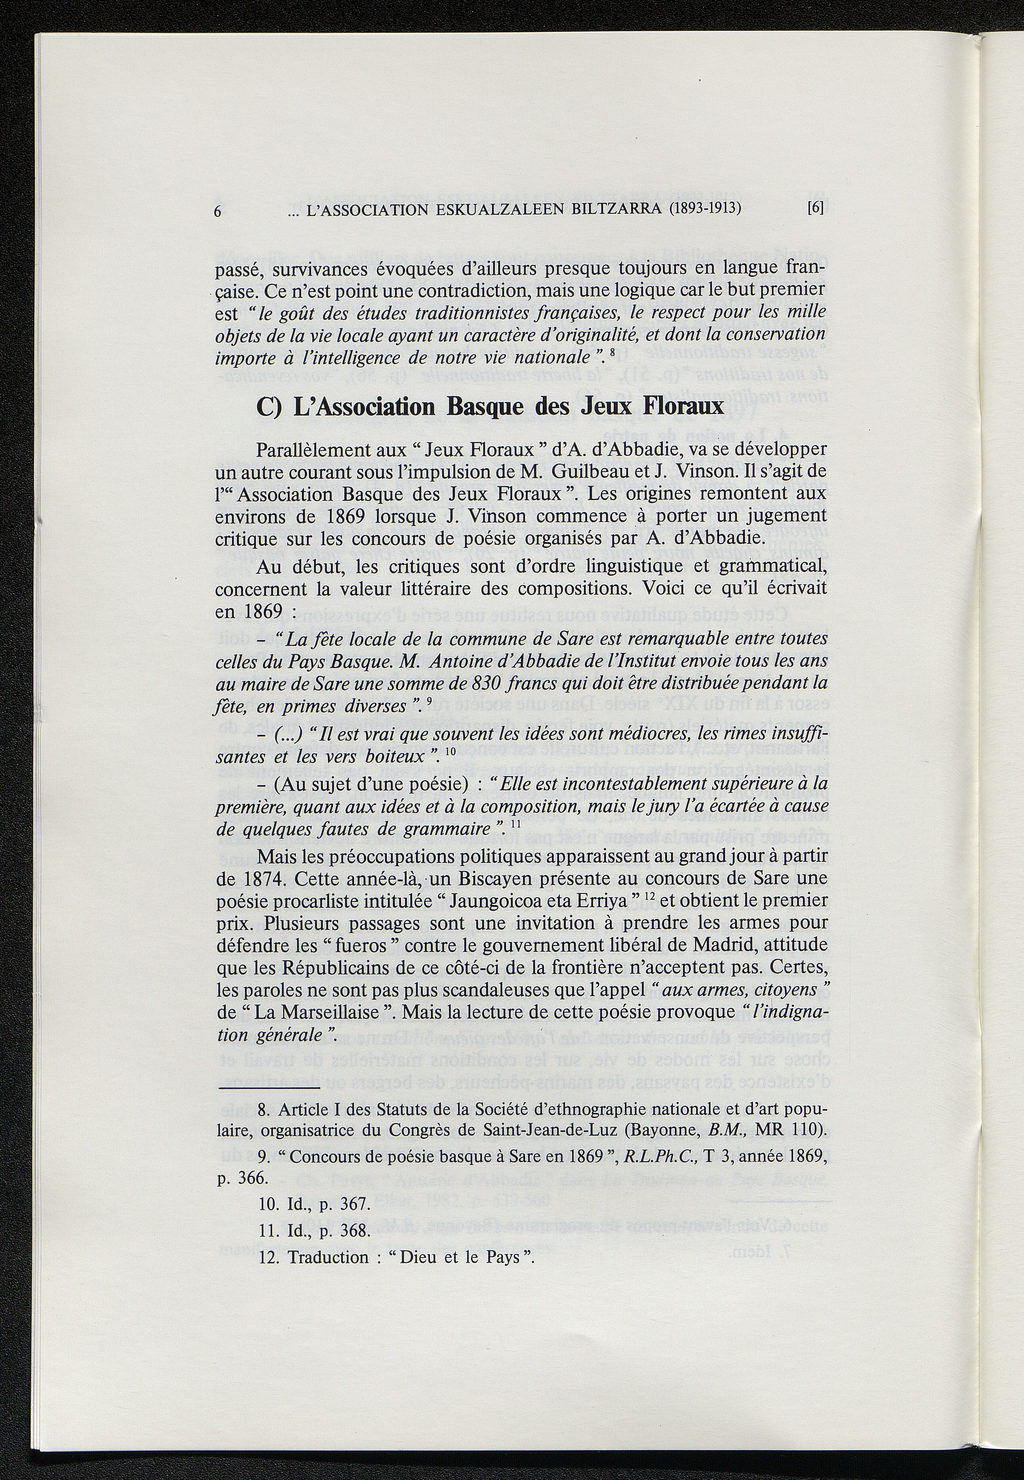 6 ... L'ASSOCIATION ESKUALZALEEN BILTZARRA (1893-1913) [6]
passé, survivances évoquées d'ailleurs presque toujours en langue fran-
çaise. Ce n'est point une contradiction, mais une logique car le but premier
est “ le goût des études traditionnistes françaises, le respect pour les mille
objets de la vie locale ayant un caractère d'originalité, et dont la conservation
importe à l'intelligence de notre vie nationale ”. ⁸
C) L'Association Basque des Jeux Floraux
Parallèlement aux “ Jeux Floraux ” d'A. d'Abbadie, va se développer
un autre courant sous l'impulsion de M. Guilbeau et J. Vinson. Il s'agit de
l'“ Association Basque des Jeux Floraux ”. Les origines remontent aux
environs de 1869 lorsque J. Vinson commence à porter un jugement
critique sur les concours de poésie organisés par A. d'Abbadie.
Au début, les critiques sont d'ordre linguistique et grammatical,
concernent la valeur littéraire des compositions. Voici ce qu'il écrivait
en 1869 :
– “ La fête locale de la commune de Sare est remarquable entre toutes
celles du Pays Basque. M. Antoine d'Abbadie de l'Institut envoie tous les ans
au maire de Sare une somme de 830 francs qui doit être distribuée pendant la
fête, en primes diverses ”. ⁹
– (...) “ Il est vrai que souvent les idées sont médiocres, les rimes insuffi-
santes et les vers boiteux ”. ¹⁰
– (Au sujet d'une poésie) : “ Elle est incontestablement supérieure à la
première, quant aux idées et à la composition, mais le jury l'a écartée à cause
de quelques fautes de grammaire ”. ¹¹
Mais les préoccupations politiques apparaissent au grand jour à partir
de 1874. Cette année-là, un Biscayen présente au concours de Sare une
poésie procarliste intitulée “ Jaungoicoa eta Erriya ” ¹² et obtient le premier
prix. Plusieurs passages sont une invitation à prendre les armes pour
défendre les “ fueros ” contre le gouvernement libéral de Madrid, attitude
que les Républicains de ce côté-ci de la frontière n'acceptent pas. Certes,
les paroles ne sont pas plus scandaleuses que l'appel “ aux armes, citoyens ”
de “ La Marseillaise ”. Mais la lecture de cette poésie provoque “ l'indigna-
tion générale ”.
8. Article I des Statuts de la Société d'ethnographie nationale et d'art popu-
laire, organisatrice du Congrès de Saint-Jean-de-Luz (Bayonne, B.M., MR 110).
9. “ Concours de poésie basque à Sare en 1869 ”, R.L.Ph.C., T 3, année 1869,
p. 366.
10. Id., p. 367.
11. Id., p. 368.
12. Traduction : “ Dieu et le Pays ”.